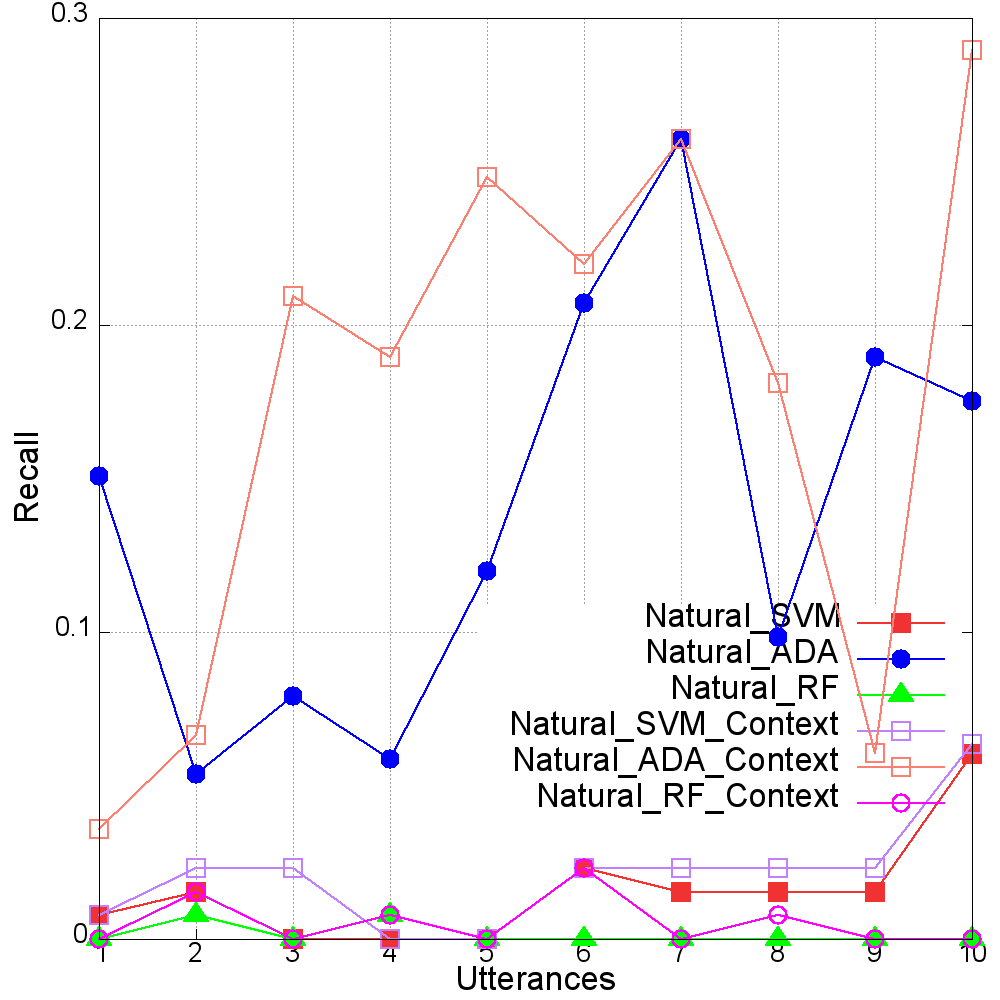 0.3
0.2
0.1
0
Recall
1 2 3 4 5 6 7 8 9 10
Utterances
Natural_SVM
Natural_ADA
Natural_RF
Natural_SVM_Context
Natural_ADA_Context
Natural_RF_Context